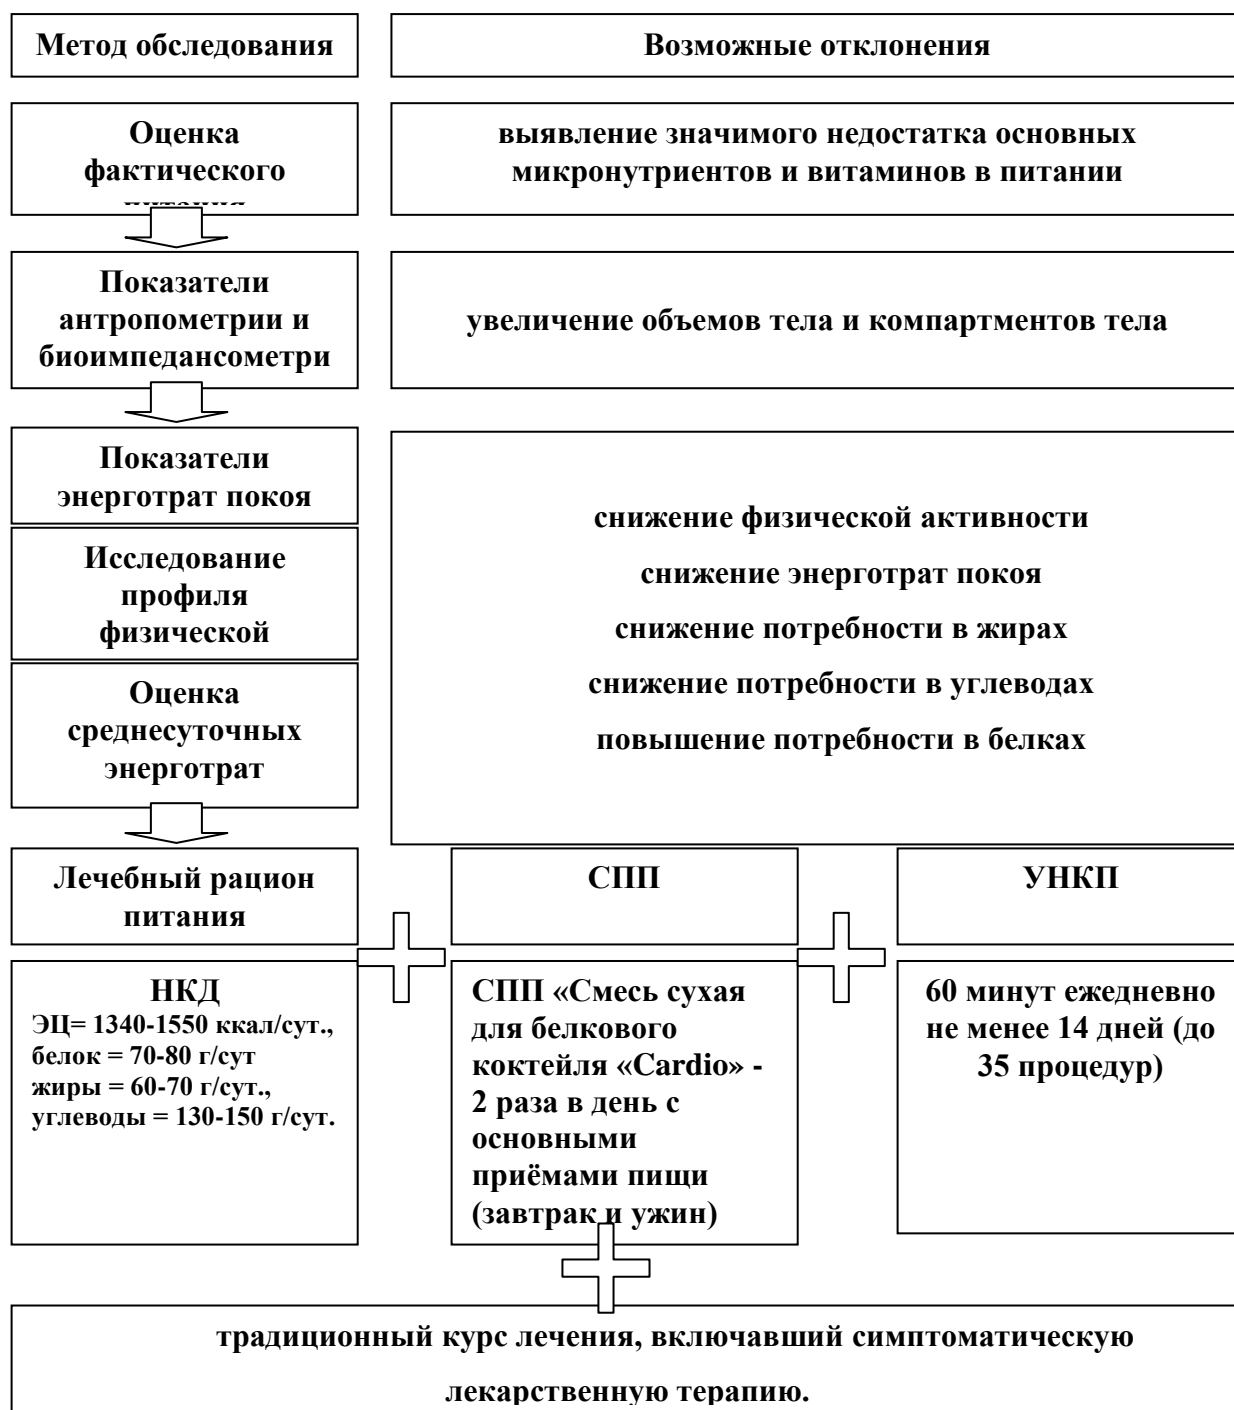 Метод обследования
Возможные отклонения
Оценка
фактического
выявление значимого недостатка основных
микронутриентов и витаминов в питании
Показатели
антропометрии и
биоимпедансометри
увеличение объемов тела и компартментов тела
Показатели
энерготрат покоя
Исследование
профиля
физической
Оценка
среднесуточных
энерготрат
снижение физической активности
снижение энерготрат покоя
снижение потребности в жирах
снижение потребности в углеводах
повышение потребности в белках
Лечебный рацион
питания
СПП
УНКП
НКД
ЭЦ= 1340-1550 ккал/сут.,
белок = 70-80 г/сут
жиры = 60-70 г/сут.,
углеводы = 130-150 г/сут.
СПП «Смесь сухая
для белкового
коктейля «Cardio» -
2 раза в день с
основными
приёмами пищи
(завтрак и ужин)
60 минут ежедневно
не менее 14 дней (до
35 процедур)
традиционный курс лечения, включавший симптоматическую
лекарственную терапию.